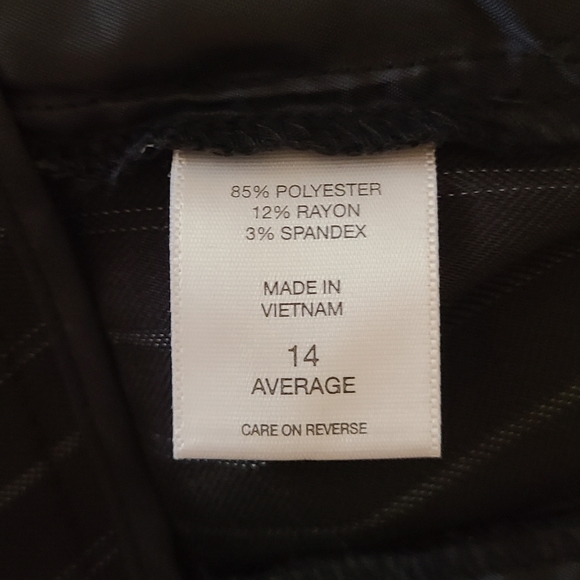 85% POLYESTER
12% RAYON
3% SPANDEX
MADE IN
VIETNAM
14
AVERAGE
CARE ON REVERSE